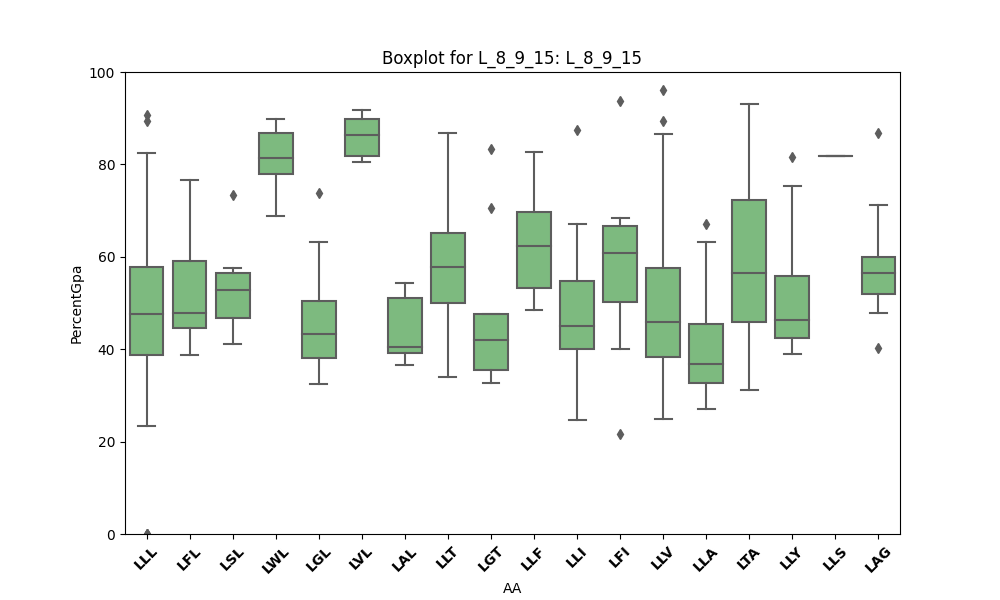 Boxplot for L_8_9_15: L_8_9_15
PercentGpa
100
80
60
40
20
0
LLL LFL LSL LWL LGL LVL LAL LLT LGT LLF LLI LFI LLV LLA LTA LLY LLS LAG
AA